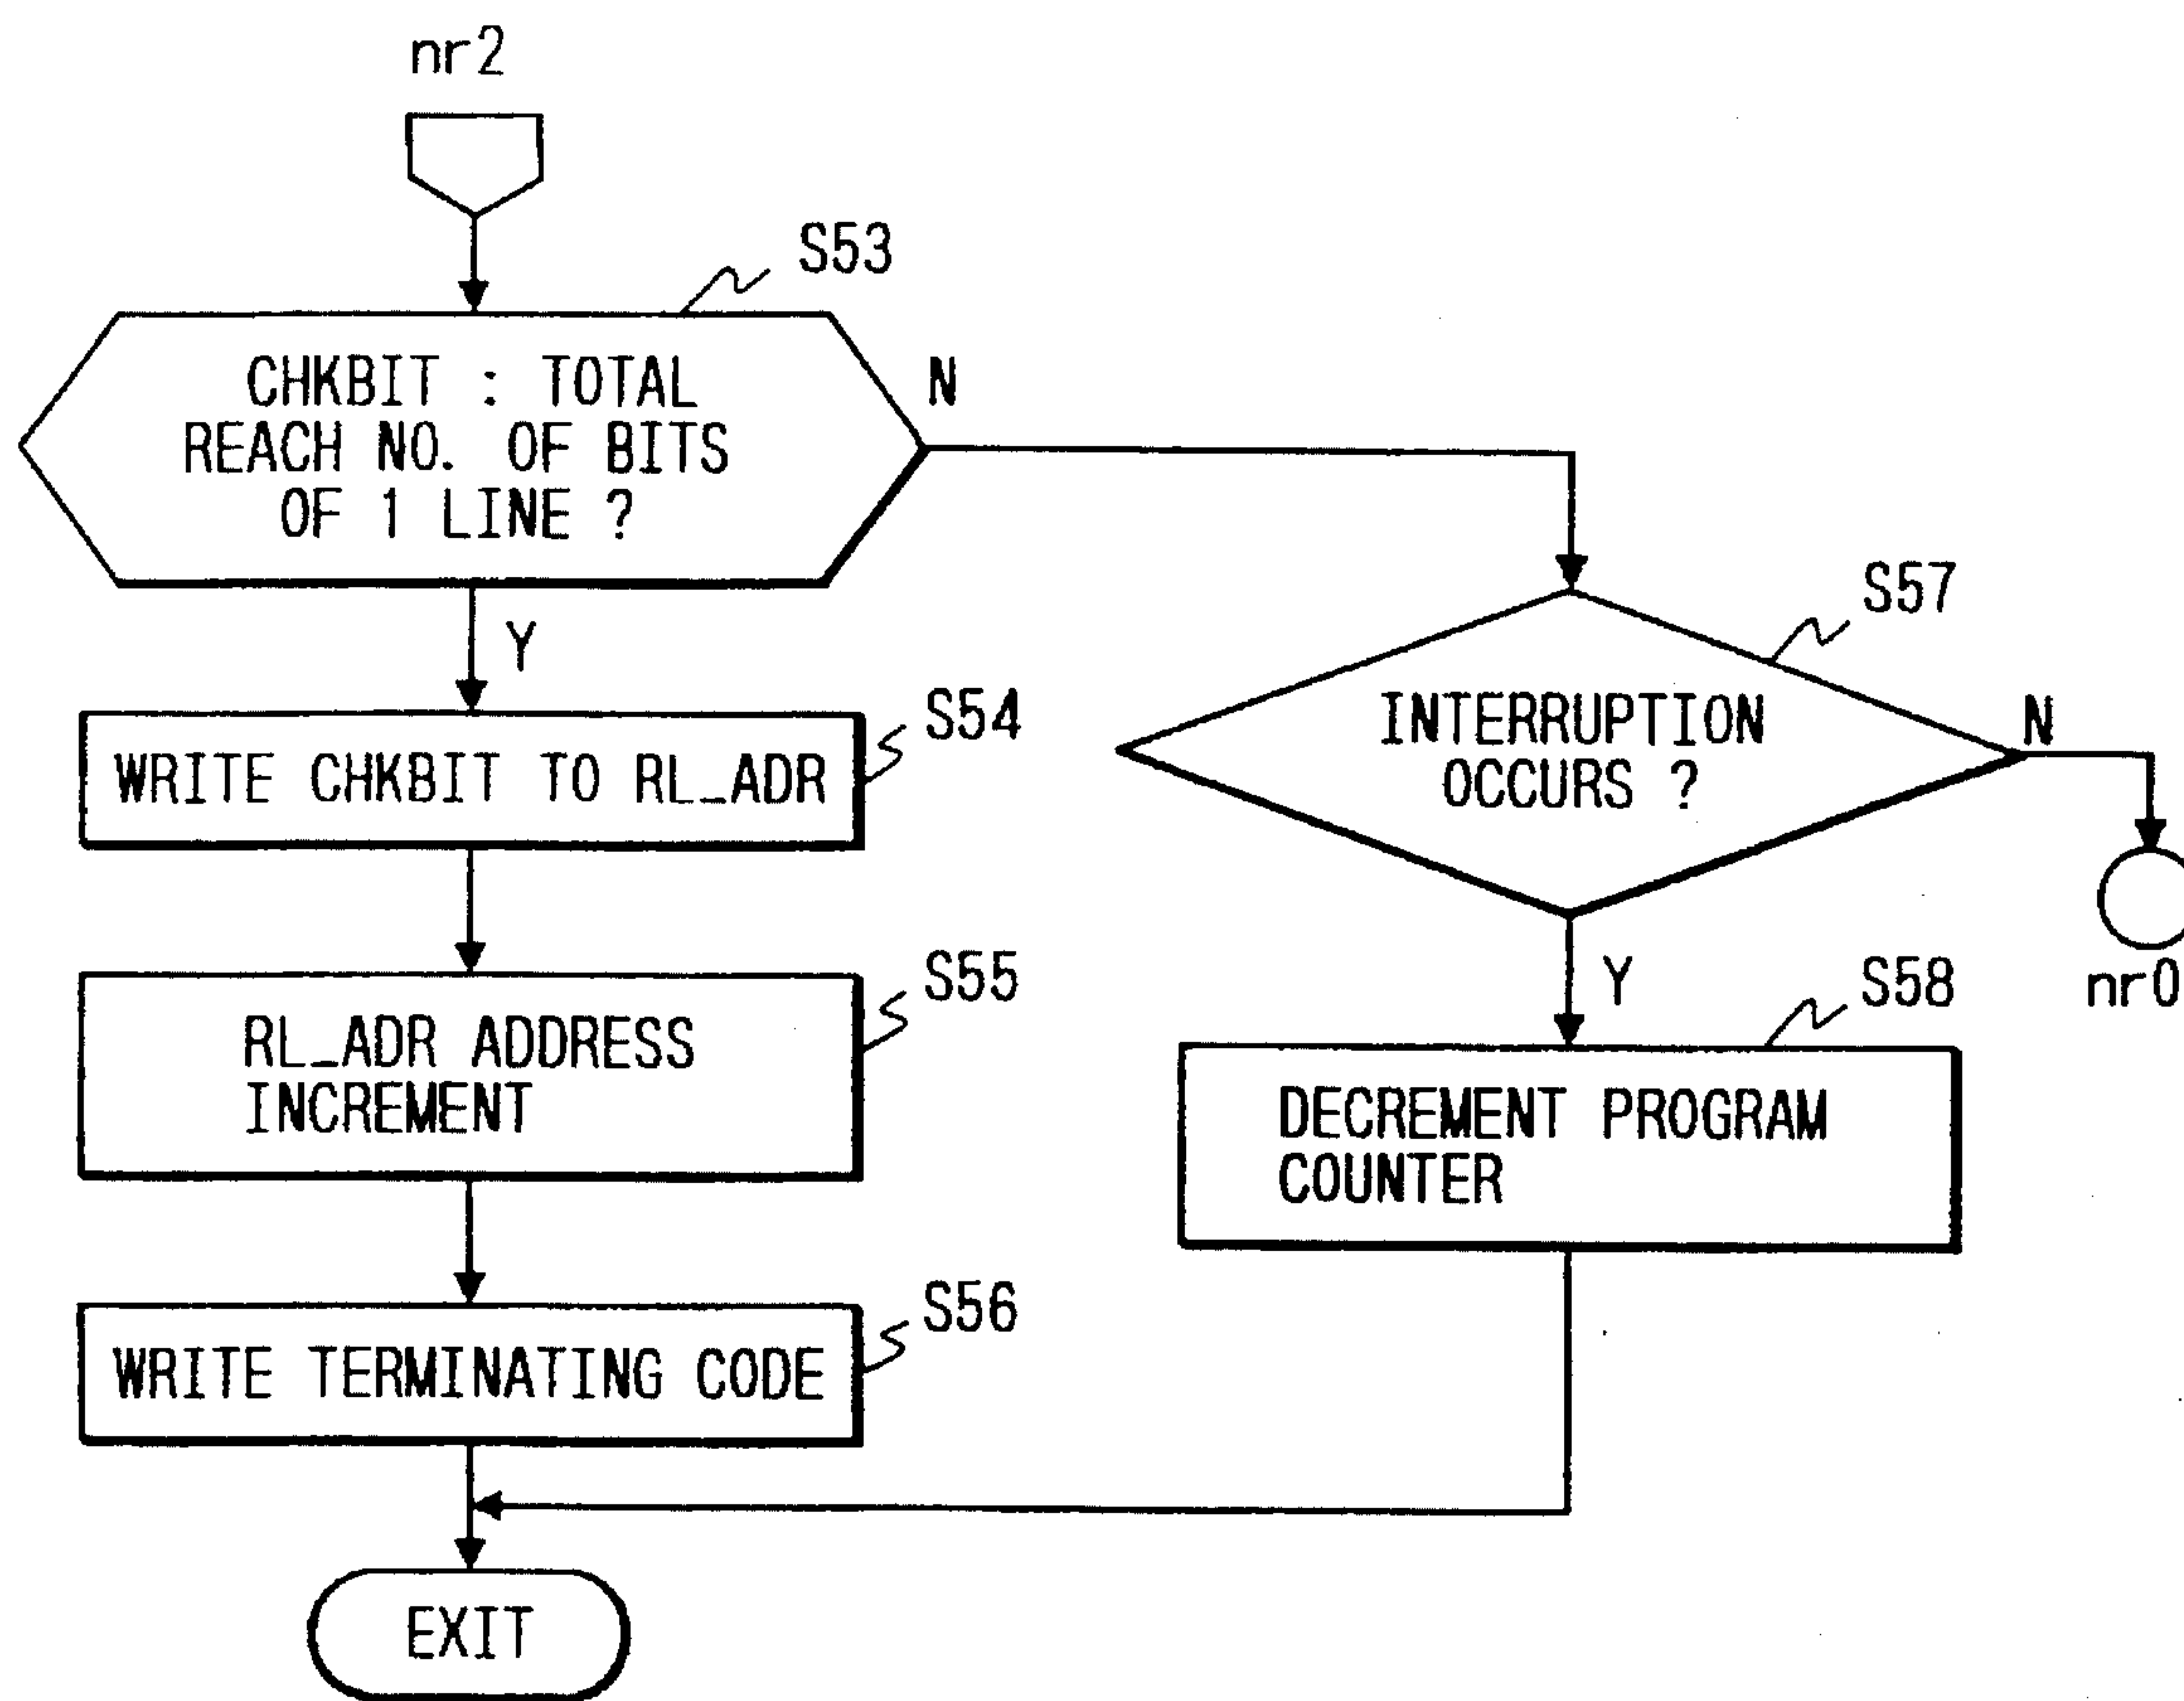 nr2
S53
CHKBIT : TOTAL
REACH NO. OF BITS
OF 1 LINE ?
N
Y
S54
WRITE CHKBIT TO RL_ADR
S55
RL_ADR ADDRESS
INCREMENT
S56
WRITE TERMINATING CODE
EXIT
S57
INTERRUPTION
OCCURS ?
N
nr0
Y
S58
DECREMENT PROGRAM
COUNTER